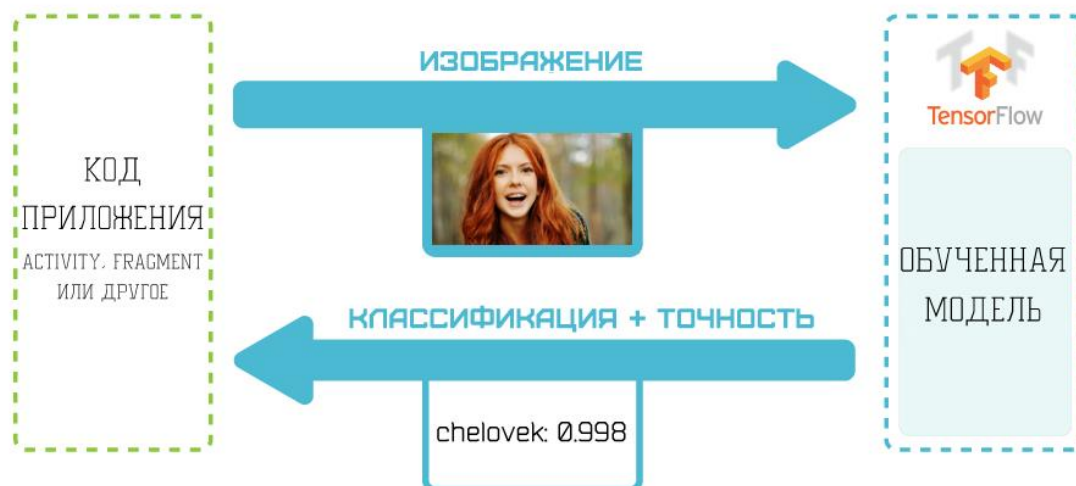 КОД
ПРИЛОЖЕНИЯ
ACTIVITY, FRAGMENT
ИЛИ ДРУГОЕ
ИЗОБРАЖЕНИЕ
КЛАССИФИКАЦИЯ + ТОЧНОСТЬ
chelovek: 0.998
TensorFlow
ОБУЧЕННАЯ
МОДЕЛЬ